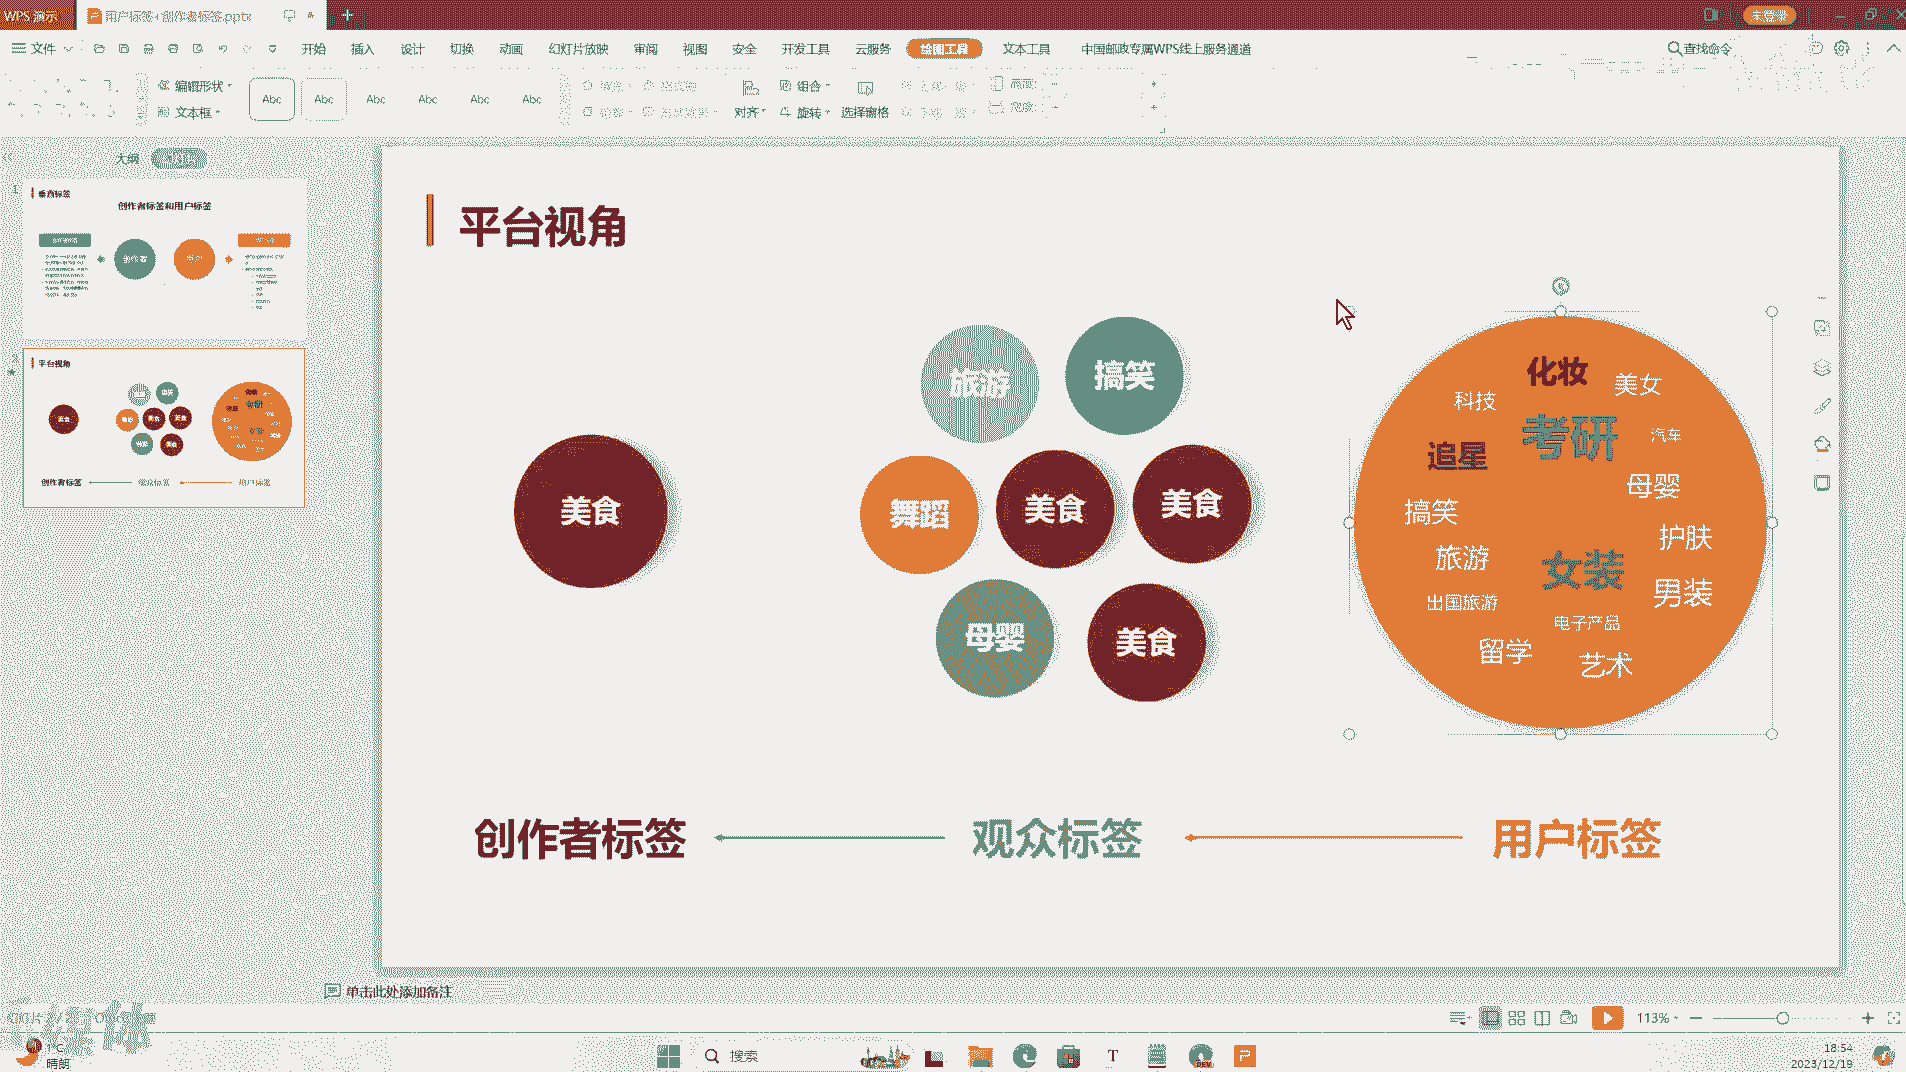 WPS 演示
用户标签+创作者标签.pptx
未登录
文件
开始
插入
设计
切换
动画
幻灯片放映
审阅
视图
安全
开发工具
云服务
绘图工具
文本工具
中国邮政专属WPS线上服务通道
查找命令
编辑形状
文本框
Abc
Abc
Abc
Abc
Abc
Abc
对齐
组合
旋转
选择窗格
大纲
1
垂直标签
创作者标签和用户标签
创作者
2
平台视角
美食
创作者标签
观众标签
用户标签
平台视角
美食
旅游
搞笑
舞蹈
美食
美食
母婴
美食
化妆
科技
美女
考研
汽车
追星
母婴
搞笑
护肤
旅游
女装
男装
出国旅游
电子产品
留学
艺术
创作者标签
观众标签
用户标签
单击此处添加备注
113%
晴朗
搜索
18:54
2023/12/19